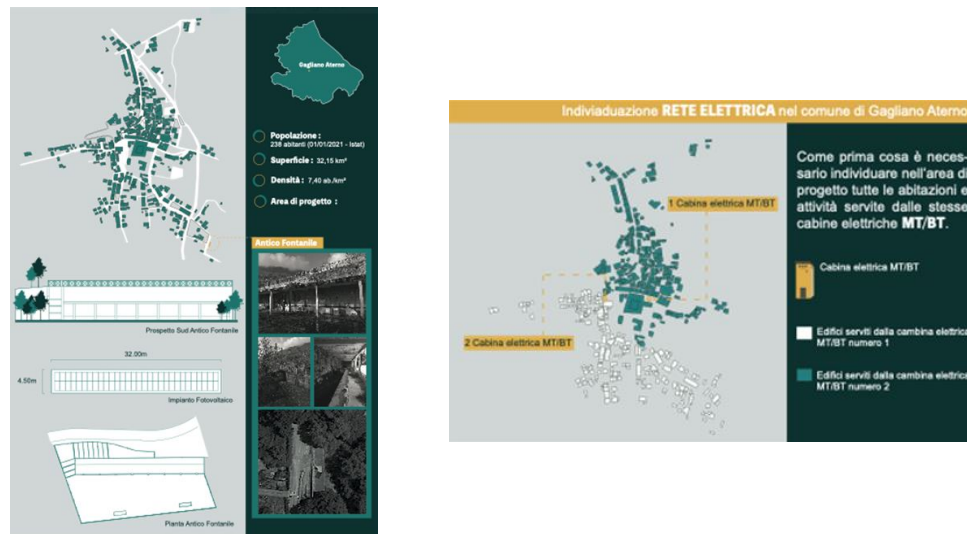 Gagliano Aterno
Popolazione :
238 abitanti (01/01/2021 - Istat)
Superficie : 32,15 km²
Densità : 7,40 ab./km²
Area di progetto :
Antico Fontanile
Prospetto Sud Antico Fontanile
32.00m
4.50m
Impianto Fotovoltaico
Pianta Antico Fontanile
Indiviaduazione RETE ELETTRICA nel comune di Gagliano Aterno
1 Cabina elettrica MT/BT
2 Cabina elettrica MT/BT
Come prima cosa è neces-
sario individuare nell'area di
progetto tutte le abitazioni e
attività servite dalle stesse
cabine elettriche MT/BT.
Cabina elettrica MT/BT
Edifici serviti dalla cambina elettrica
MT/BT numero 1
Edifici serviti dalla cambina elettrica
MT/BT numero 2